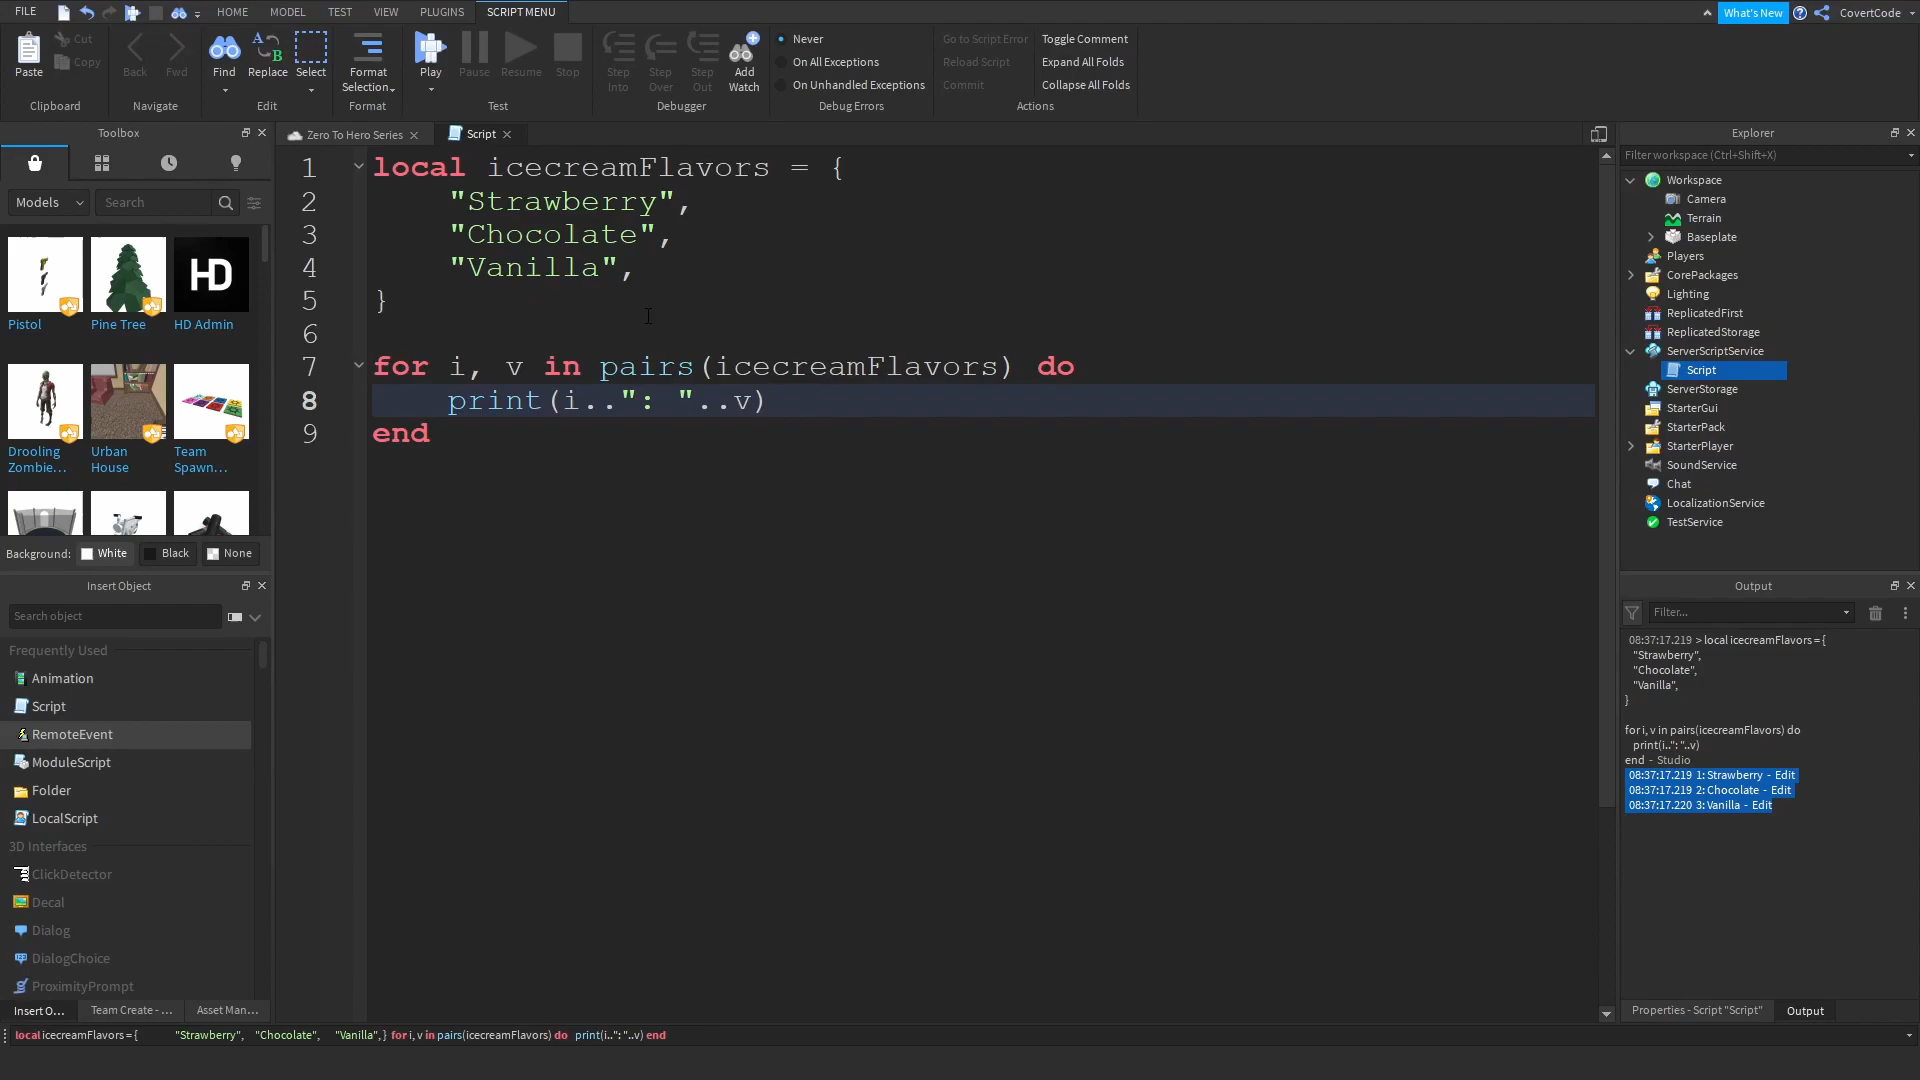 FILE HOME MODEL TEST VIEW PLUGINS SCRIPT MENU What's New CovertCode
Paste Cut Copy Clipboard
Back Fwd Navigate
Find Replace Select Edit
Format Selection Format
Play Pause Resume Stop Test
Step Into Step Over Step Out Add Watch Debugger
Never
On All Exceptions
On Unhandled Exceptions
Debug Errors
Go to Script Error Toggle Comment
Reload Script Expand All Folds
Commit Collapse All Folds
Actions
Toolbox
Models Search
Pistol Pine Tree HD Admin
Drooling Zombie... Urban House Team Spawn...
Background: White Black None
Insert Object
Search object
Frequently Used
Animation
Script
RemoteEvent
ModuleScript
Folder
LocalScript
3D Interfaces
ClickDetector
Decal
Dialog
DialogChoice
ProximityPrompt
Insert O... Team Create - ... Asset Man...
Zero To Hero Series Script
1 local icecreamFlavors = {
2 "Strawberry",
3 "Chocolate",
4 "Vanilla",
5 }
6
7 for i, v in pairs(icecreamFlavors) do
8 print(i..": "..v)
9 end
Explorer
Filter workspace (Ctrl+Shift+X)
Workspace
Camera
Terrain
Baseplate
Players
CorePackages
Lighting
ReplicatedFirst
ReplicatedStorage
ServerScriptService
Script
ServerStorage
StarterGui
StarterPack
StarterPlayer
SoundService
Chat
LocalizationService
TestService
Output
Filter...
08:37:17.219 > local icecreamFlavors = {
"Strawberry",
"Chocolate",
"Vanilla",
}
for i, v in pairs(icecreamFlavors) do
print(i..": "..v)
end - Studio
08:37:17.219 1: Strawberry - Edit
08:37:17.219 2: Chocolate - Edit
08:37:17.220 3: Vanilla - Edit
Properties - Script "Script" Output
local icecreamFlavors = { "Strawberry", "Chocolate", "Vanilla", } for i, v in pairs(icecreamFlavors) do print(i..": "..v) end